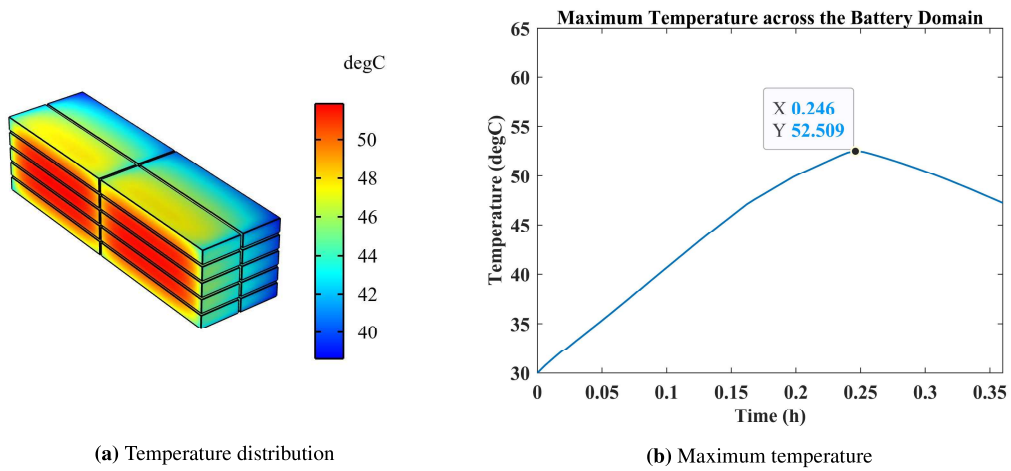 degC
50
48
46
44
42
40
(a) Temperature distribution
Maximum Temperature across the Battery Domain
65
60
55
50
45
40
35
30
Temperature (degC)
X 0.246
Y 52.509
0 0.05 0.1 0.15 0.2 0.25 0.3 0.35
Time (h)
(b) Maximum temperature